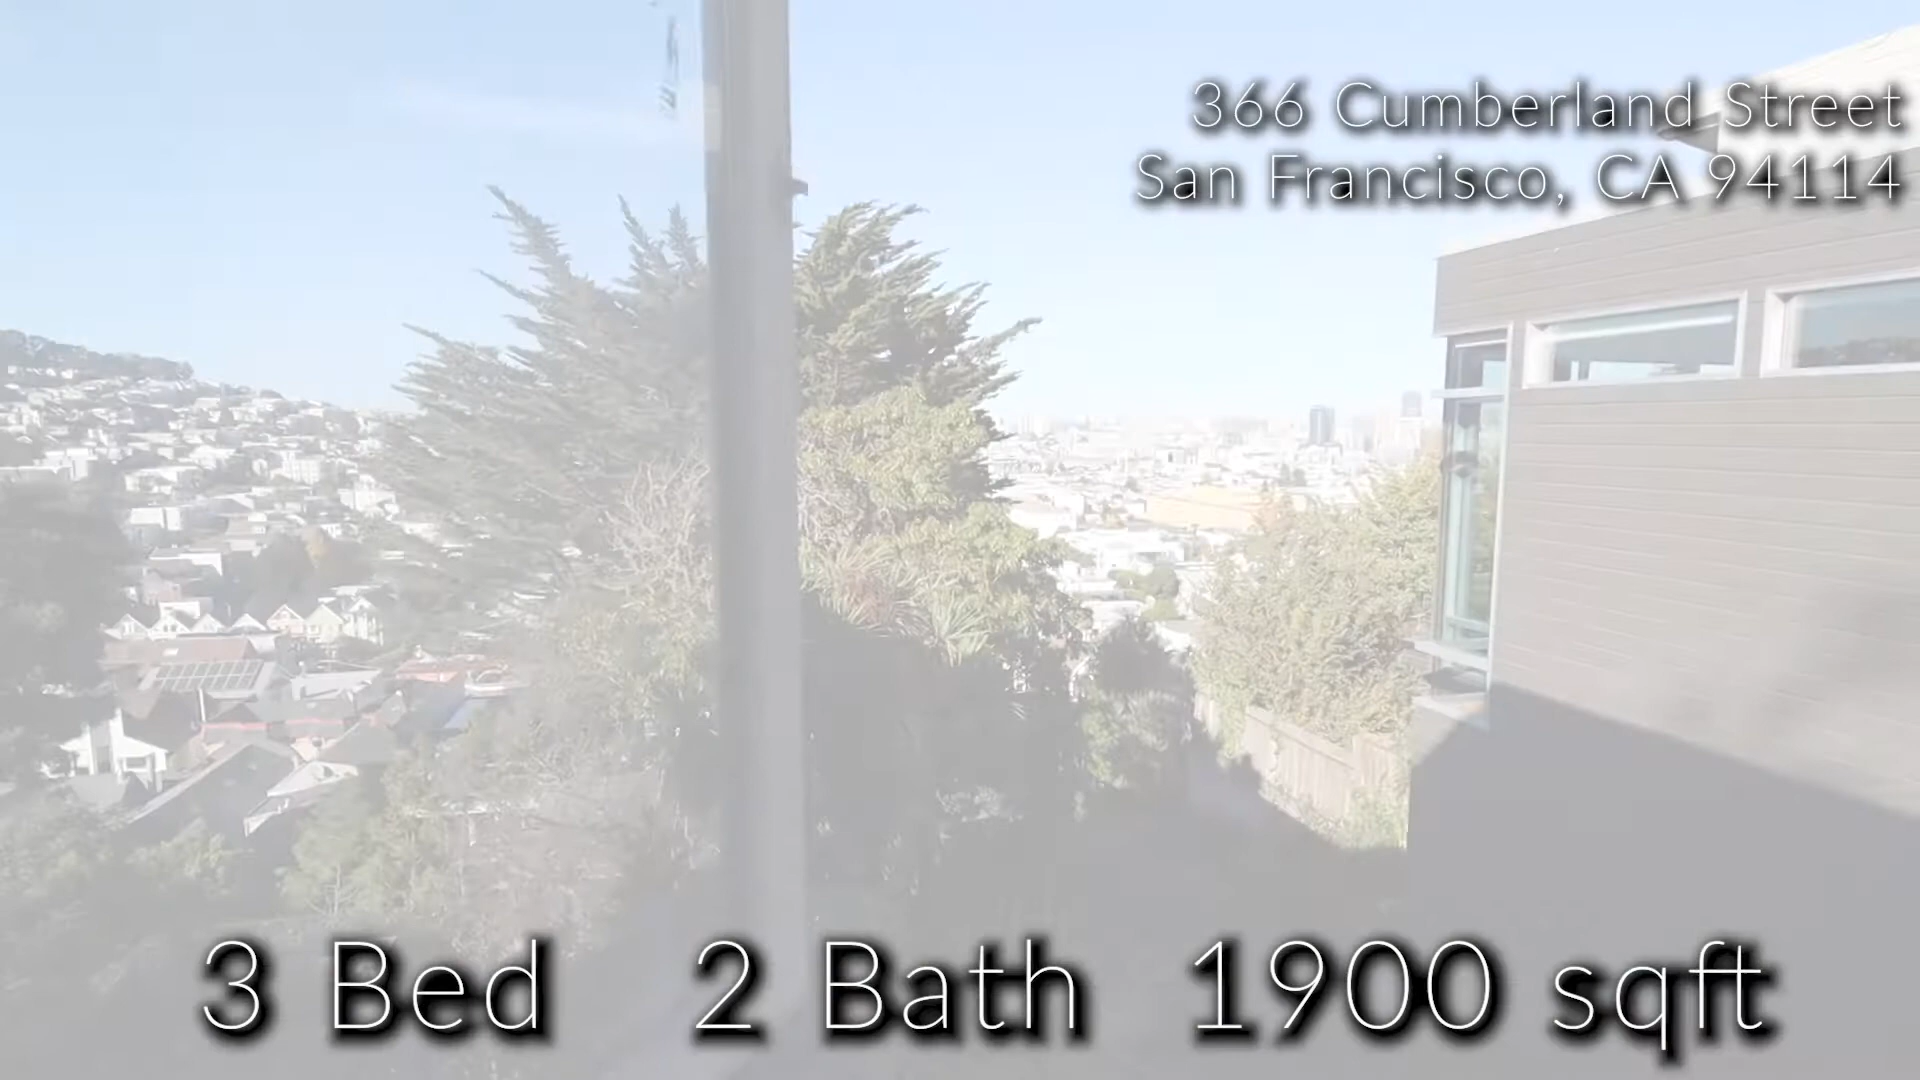 366 Cumberland Street
San Francisco, CA 94114
3 Bed 2 Bath 1900 sqft